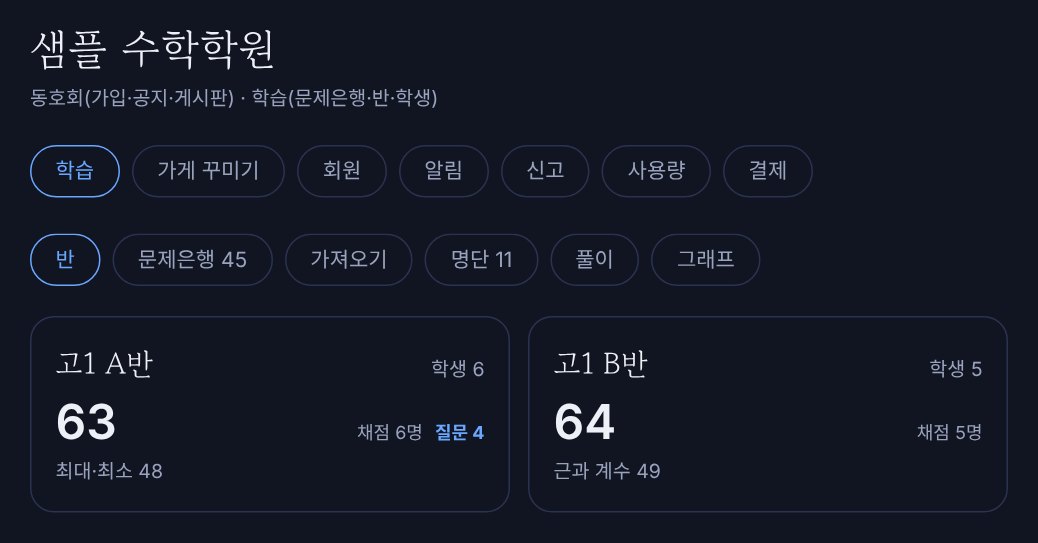 샘플 수학학원
동호회(가입·공지·게시판) · 학습(문제은행·반·학생)
학습 가게 꾸미기 회원 알림 신고 사용량 결제
반 문제은행 45 가져오기 명단 11 풀이 그래프
고1 A반 학생 6
63 채점 6명 질문 4
최대·최소 48
고1 B반 학생 5
64 채점 5명
근과 계수 49